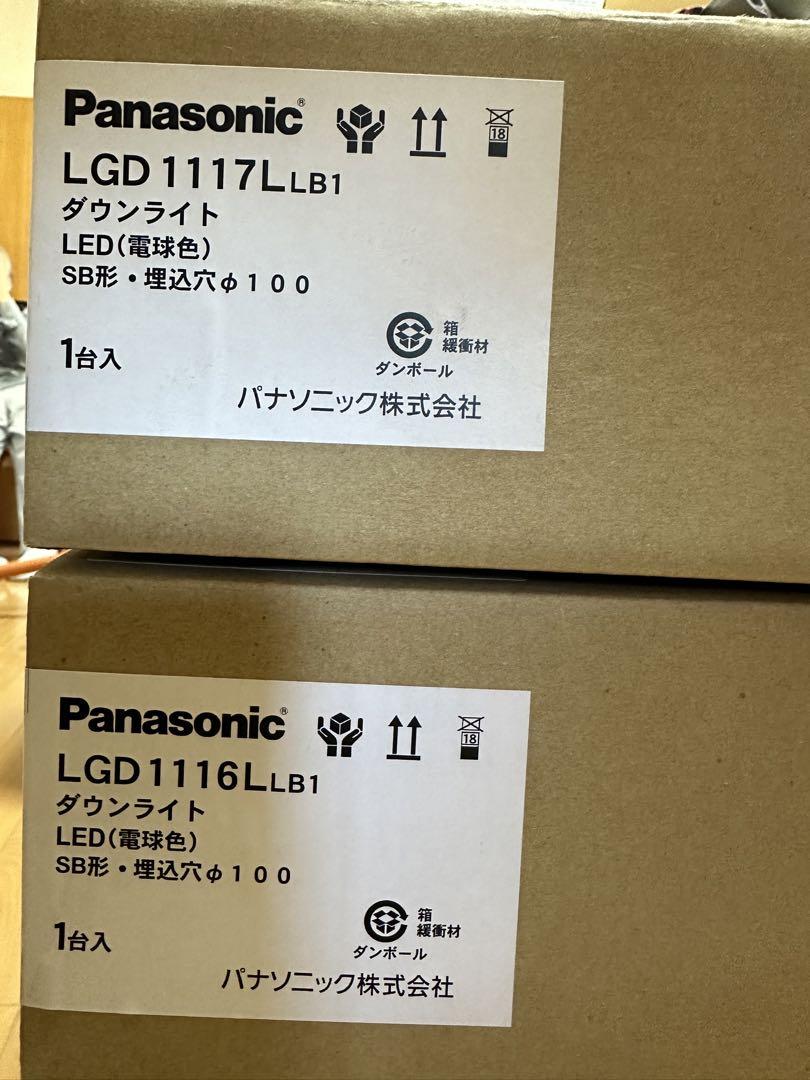 Panasonic®
18
LGD1117LLB1
ダウンライト
LED(電球色)
SB形・埋込穴φ100
箱
緩衝材
ダンボール
1台入
パナソニック株式会社
Panasonic®
18
LGD1116LLB1
ダウンライト
LED(電球色)
SB形・埋込穴φ100
箱
緩衝材
ダンボール
1台入
パナソニック株式会社